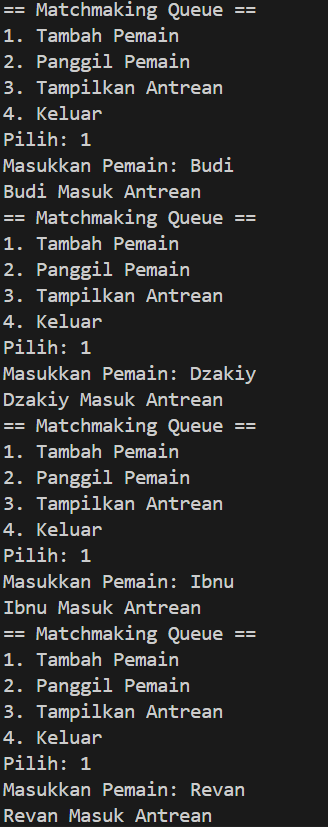 == Matchmaking Queue ==
1. Tambah Pemain
2. Panggil Pemain
3. Tampilkan Antrean
4. Keluar
Pilih: 1
Masukkan Pemain: Budi
Budi Masuk Antrean
== Matchmaking Queue ==
1. Tambah Pemain
2. Panggil Pemain
3. Tampilkan Antrean
4. Keluar
Pilih: 1
Masukkan Pemain: Dzakiy
Dzakiy Masuk Antrean
== Matchmaking Queue ==
1. Tambah Pemain
2. Panggil Pemain
3. Tampilkan Antrean
4. Keluar
Pilih: 1
Masukkan Pemain: Ibnu
Ibnu Masuk Antrean
== Matchmaking Queue ==
1. Tambah Pemain
2. Panggil Pemain
3. Tampilkan Antrean
4. Keluar
Pilih: 1
Masukkan Pemain: Revan
Revan Masuk Antrean